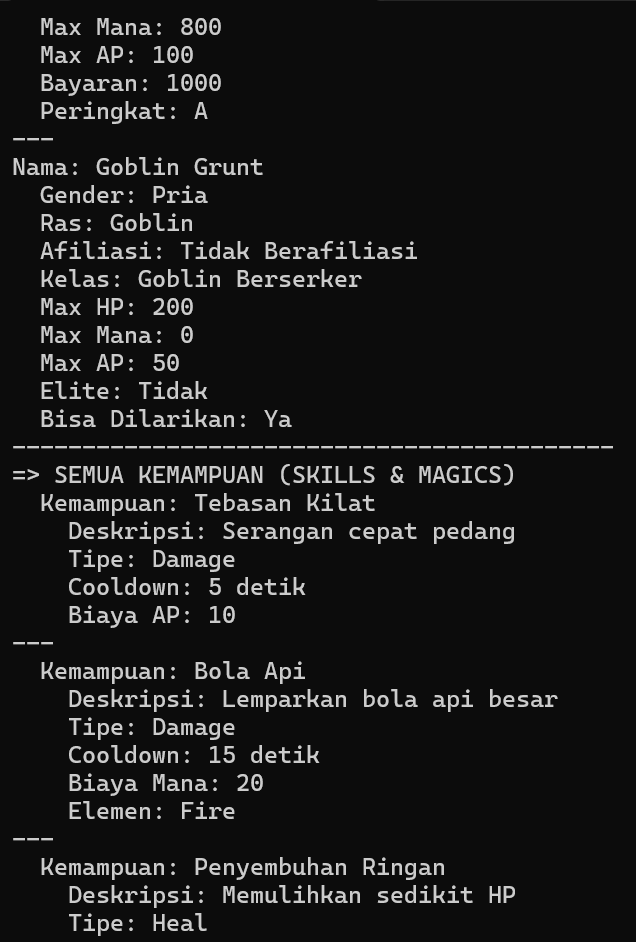 Max Mana: 800
Max AP: 100
Bayaran: 1000
Peringkat: A
---
Nama: Goblin Grunt
Gender: Pria
Ras: Goblin
Afiliasi: Tidak Berafiliasi
Kelas: Goblin Berserker
Max HP: 200
Max Mana: 0
Max AP: 50
Elite: Tidak
Bisa Dilarikan: Ya
-------------------------------------------
=> SEMUA KEMAMPUAN (SKILLS & MAGICS)
Kemampuan: Tebasan Kilat
Deskripsi: Serangan cepat pedang
Tipe: Damage
Cooldown: 5 detik
Biaya AP: 10
---
Kemampuan: Bola Api
Deskripsi: Lemparkan bola api besar
Tipe: Damage
Cooldown: 15 detik
Biaya Mana: 20
Elemen: Fire
---
Kemampuan: Penyembuhan Ringan
Deskripsi: Memulihkan sedikit HP
Tipe: Heal